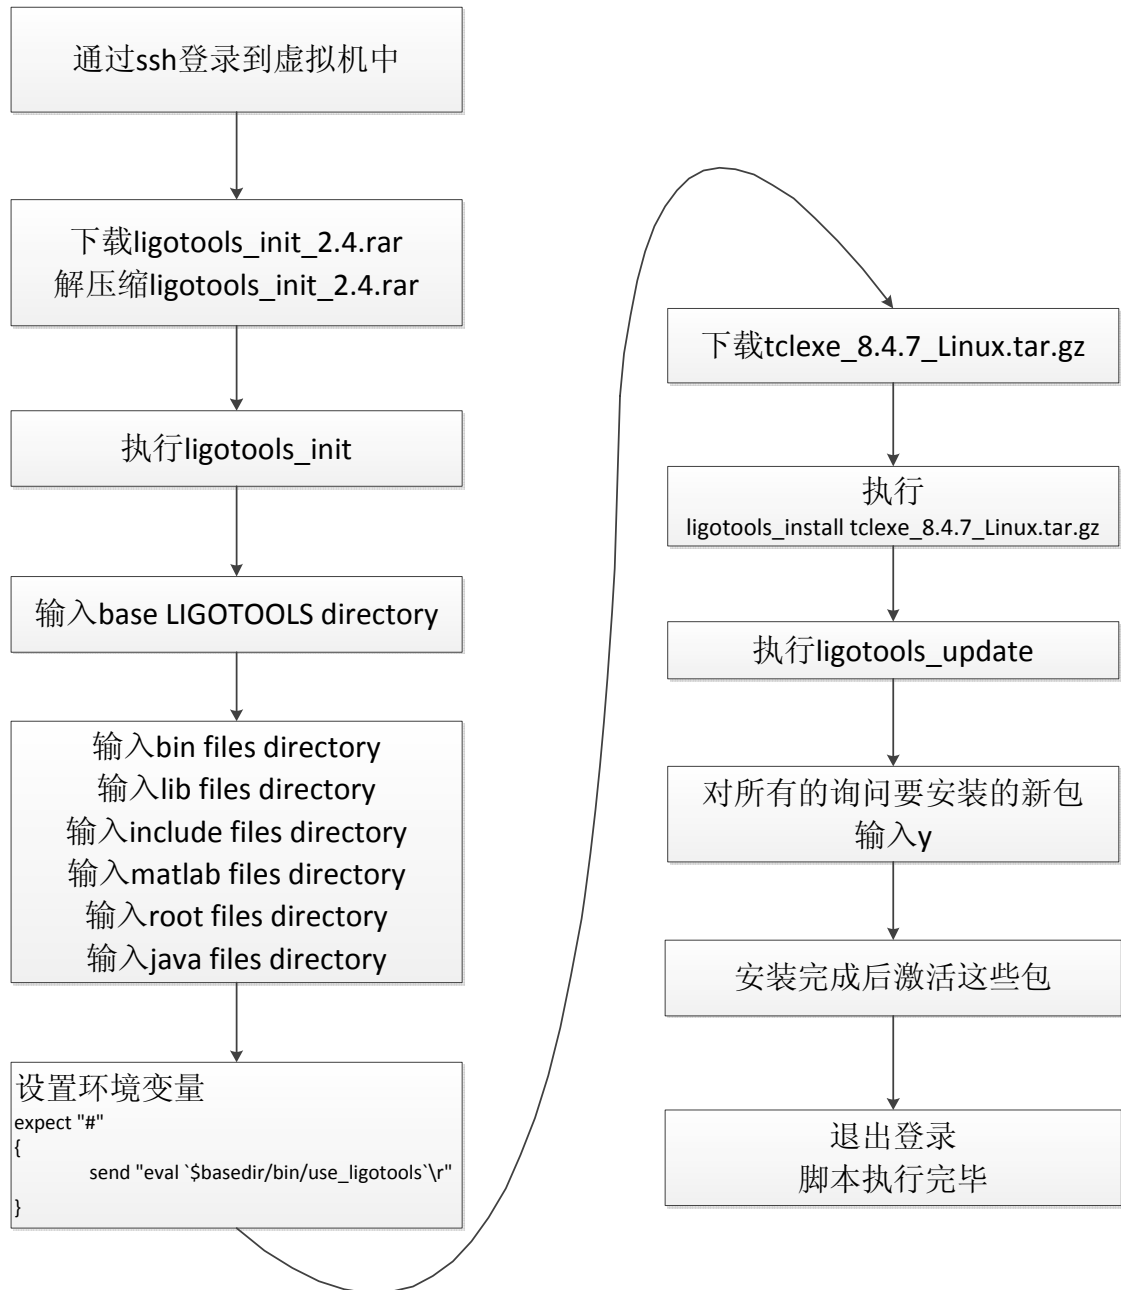 通过ssh登录到虚拟机中
下载ligotools_init_2.4.rar
解压缩ligotools_init_2.4.rar
执行ligotools_init
输入base LIGOTOOLS directory
输入bin files directory
输入lib files directory
输入include files directory
输入matlab files directory
输入root files directory
输入java files directory
设置环境变量
expect "#"
{
send "eval `$basedir/bin/use_ligotools`\r"
}
下载tclexe_8.4.7_Linux.tar.gz
执行
ligotools_install tclexe_8.4.7_Linux.tar.gz
执行ligotools_update
对所有的询问要安装的新包
输入y
安装完成后激活这些包
退出登录
脚本执行完毕